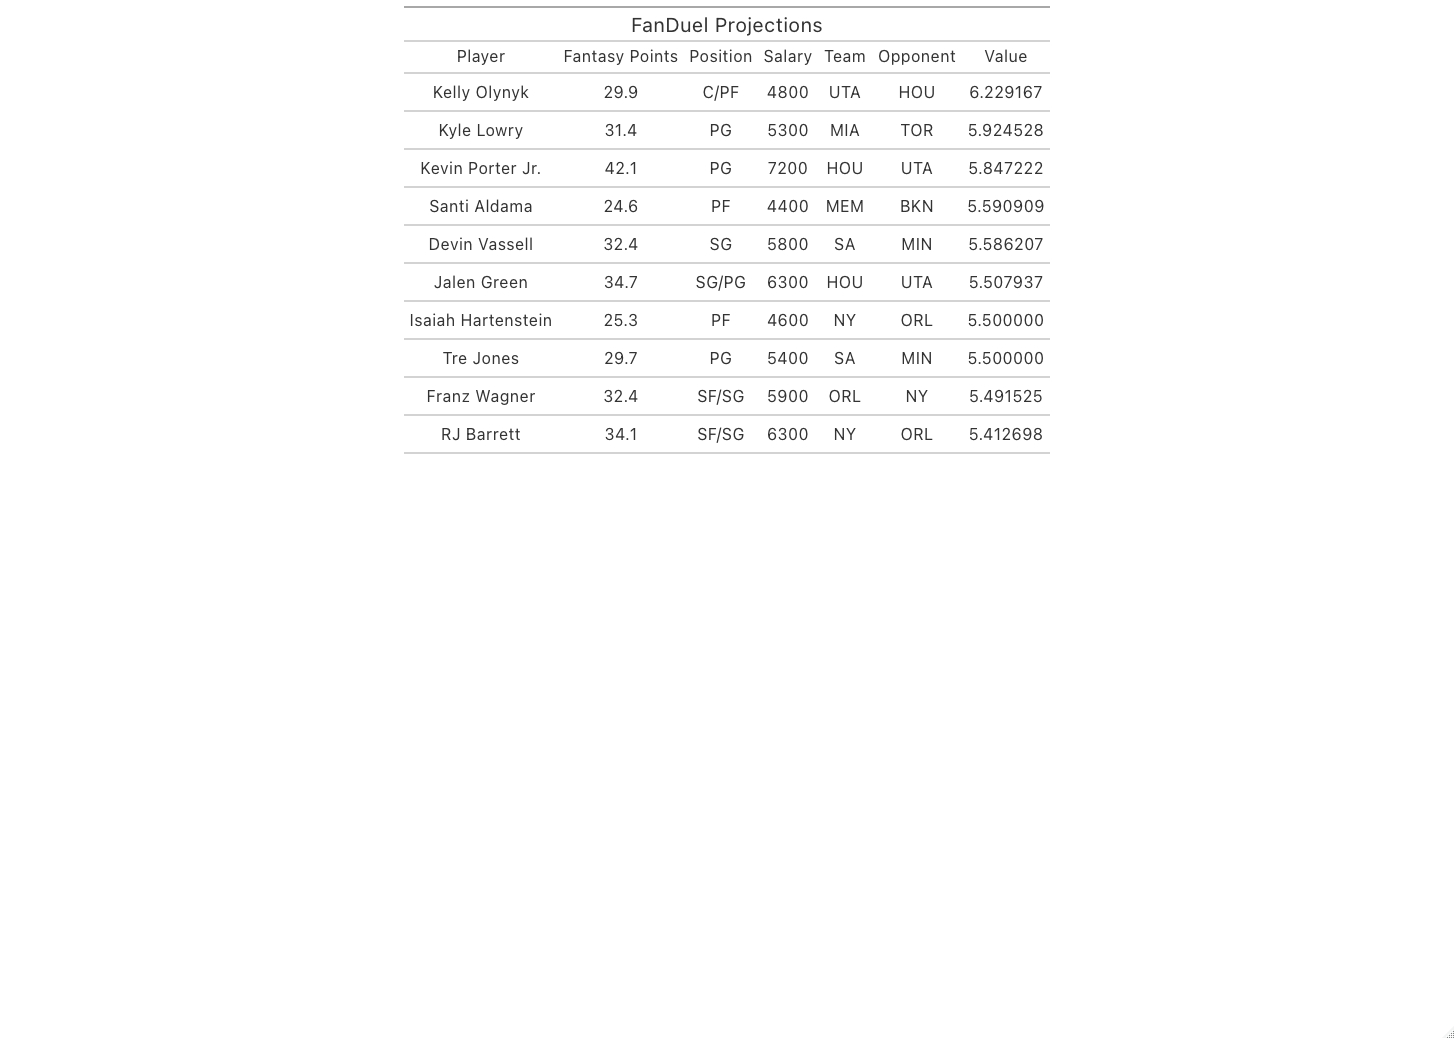 FanDuel Projections
Player Fantasy Points Position Salary Team Opponent Value
Kelly Olynyk 29.9 C/PF 4800 UTA HOU 6.229167
Kyle Lowry 31.4 PG 5300 MIA TOR 5.924528
Kevin Porter Jr. 42.1 PG 7200 HOU UTA 5.847222
Santi Aldama 24.6 PF 4400 MEM BKN 5.590909
Devin Vassell 32.4 SG 5800 SA MIN 5.586207
Jalen Green 34.7 SG/PG 6300 HOU UTA 5.507937
Isaiah Hartenstein 25.3 PF 4600 NY ORL 5.500000
Tre Jones 29.7 PG 5400 SA MIN 5.500000
Franz Wagner 32.4 SF/SG 5900 ORL NY 5.491525
RJ Barrett 34.1 SF/SG 6300 NY ORL 5.412698